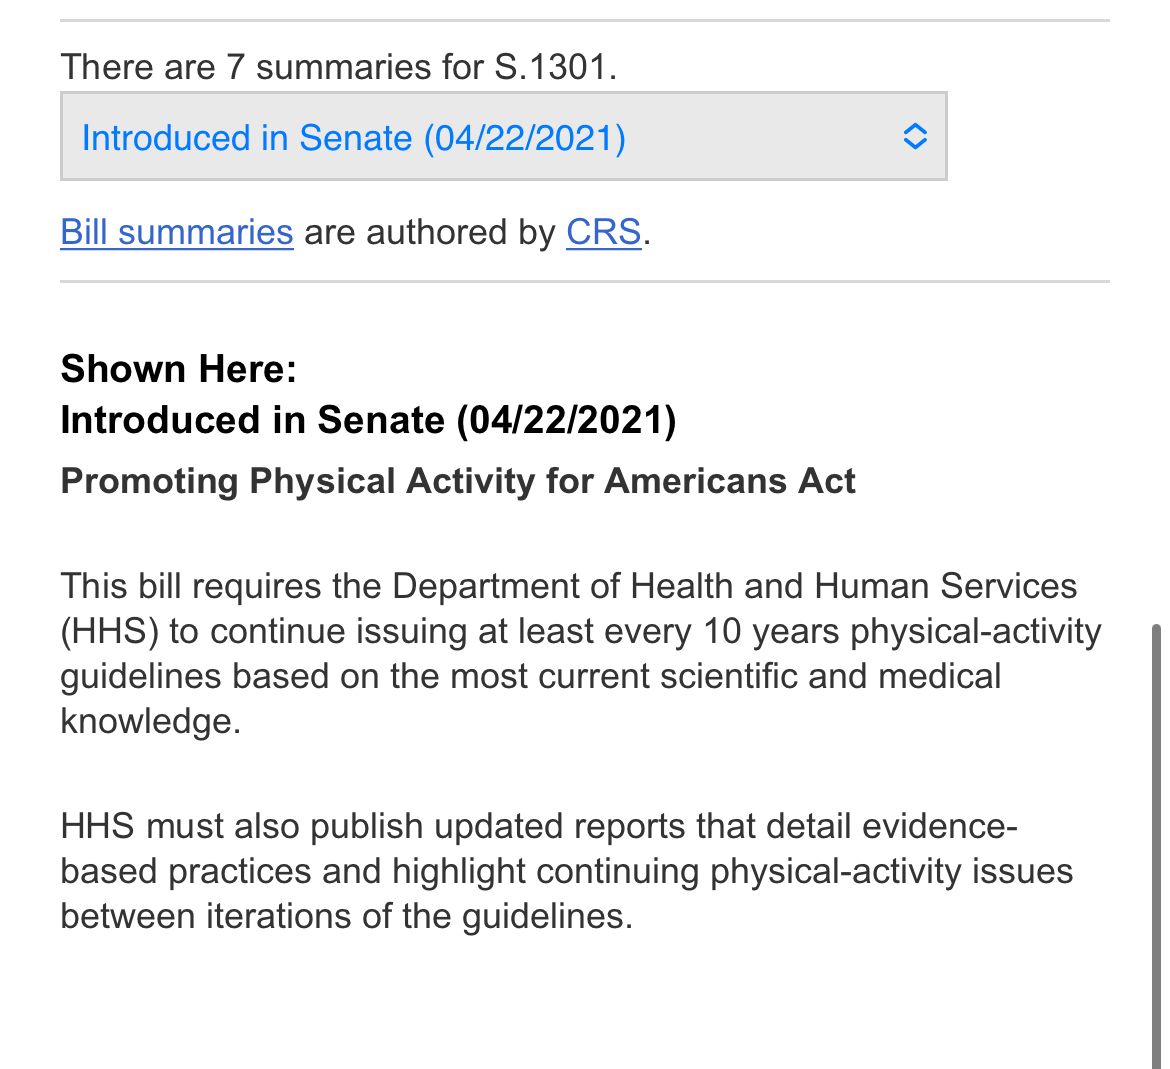 There are 7 summaries for S.1301.
Introduced in Senate (04/22/2021)
Bill summaries are authored by CRS.
Shown Here:
Introduced in Senate (04/22/2021)
Promoting Physical Activity for Americans Act
This bill requires the Department of Health and Human Services
(HHS) to continue issuing at least every 10 years physical-activity
guidelines based on the most current scientific and medical
knowledge.
HHS must also publish updated reports that detail evidence-
based practices and highlight continuing physical-activity issues
between iterations of the guidelines.